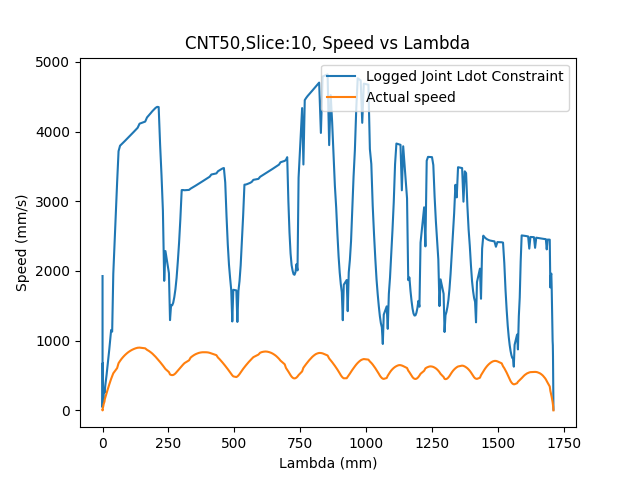 CNT50,Slice:10, Speed vs Lambda
Logged Joint Ldot Constraint
Actual speed
Speed (mm/s)
5000
4000
3000
2000
1000
0
0 250 500 750 1000 1250 1500 1750
Lambda (mm)